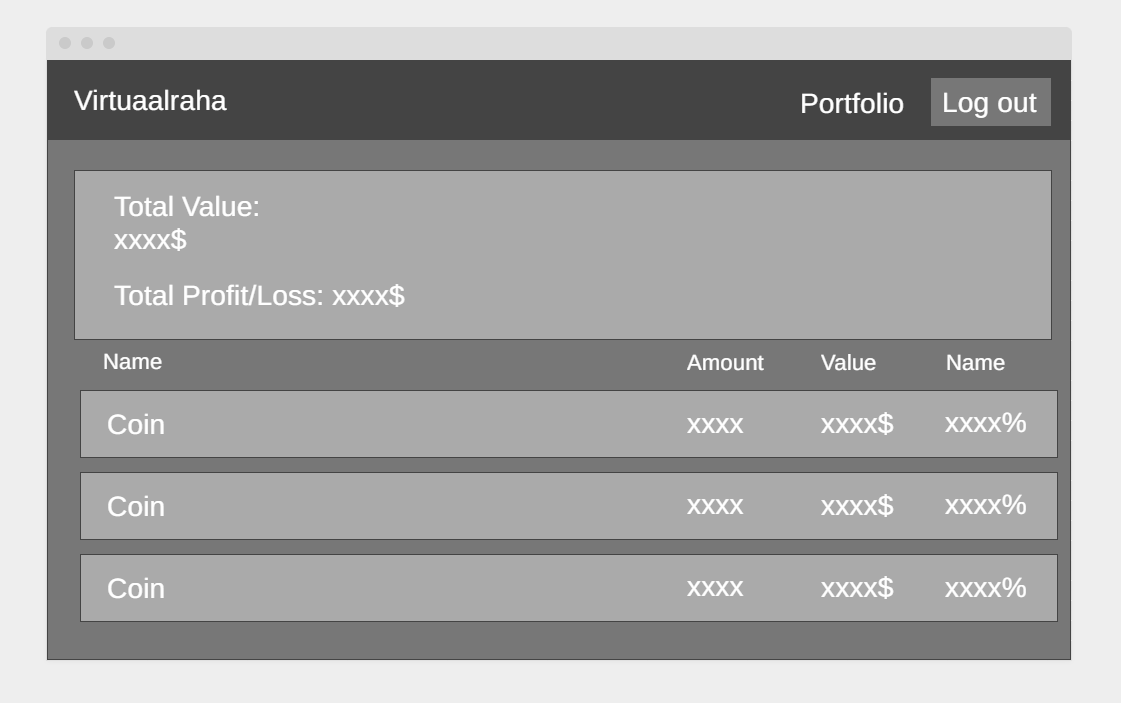 Virtuaalraha
Portfolio
Log out
Total Value:
xxxx$
Total Profit/Loss: xxxx$
Name Amount Value Name
Coin xxxx xxxx$ xxxx%
Coin xxxx xxxx$ xxxx%
Coin xxxx xxxx$ xxxx%